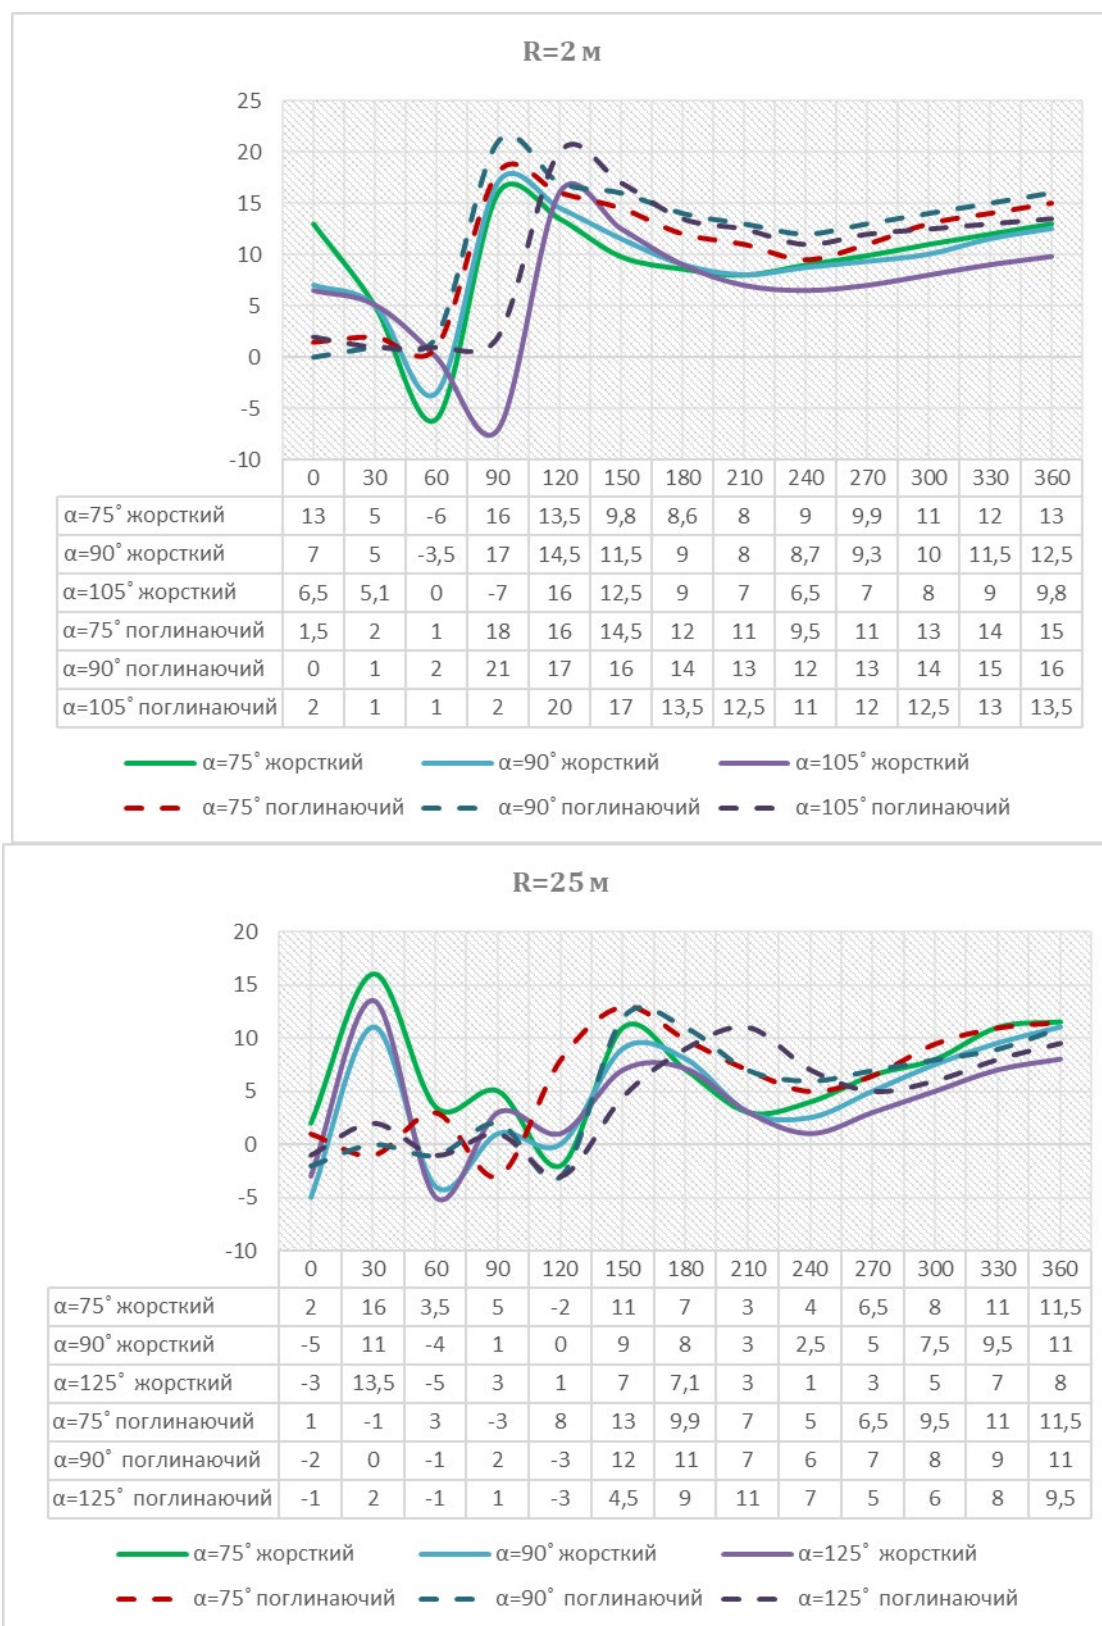 R=2 м
25
20
15
10
5
0
-5
-10
0 30 60 90 120 150 180 210 240 270 300 330 360
α=75˚ жорсткий 13 5 -6 16 13,5 9,8 8,6 8 9 9,9 11 12 13
α=90˚ жорсткий 7 5 -3,5 17 14,5 11,5 9 8 8,7 9,3 10 11,5 12,5
α=105˚ жорсткий 6,5 5,1 0 -7 16 12,5 9 7 6,5 7 8 9 9,8
α=75˚ поглинаючий 1,5 2 1 18 16 14,5 12 11 9,5 11 13 14 15
α=90˚ поглинаючий 0 1 2 21 17 16 14 13 12 13 14 15 16
α=105˚ поглинаючий 2 1 1 2 20 17 13,5 12,5 11 12 12,5 13 13,5
α=75˚ жорсткий α=90˚ жорсткий α=105˚ жорсткий
α=75˚ поглинаючий α=90˚ поглинаючий α=105˚ поглинаючий
R=25 м
20
15
10
5
0
-5
-10
0 30 60 90 120 150 180 210 240 270 300 330 360
α=75˚ жорсткий 2 16 3,5 5 -2 11 7 3 4 6,5 8 11 11,5
α=90˚ жорсткий -5 11 -4 1 0 9 8 3 2,5 5 7,5 9,5 11
α=125˚ жорсткий -3 13,5 -5 3 1 7 7,1 3 1 3 5 7 8
α=75˚ поглинаючий 1 -1 3 -3 8 13 9,9 7 5 6,5 9,5 11 11,5
α=90˚ поглинаючий -2 0 -1 2 -3 12 11 7 6 7 8 9 11
α=125˚ поглинаючий -1 2 -1 1 -3 4,5 9 11 7 5 6 8 9,5
α=75˚ жорсткий α=90˚ жорсткий α=125˚ жорсткий
α=75˚ поглинаючий α=90˚ поглинаючий α=125˚ поглинаючий